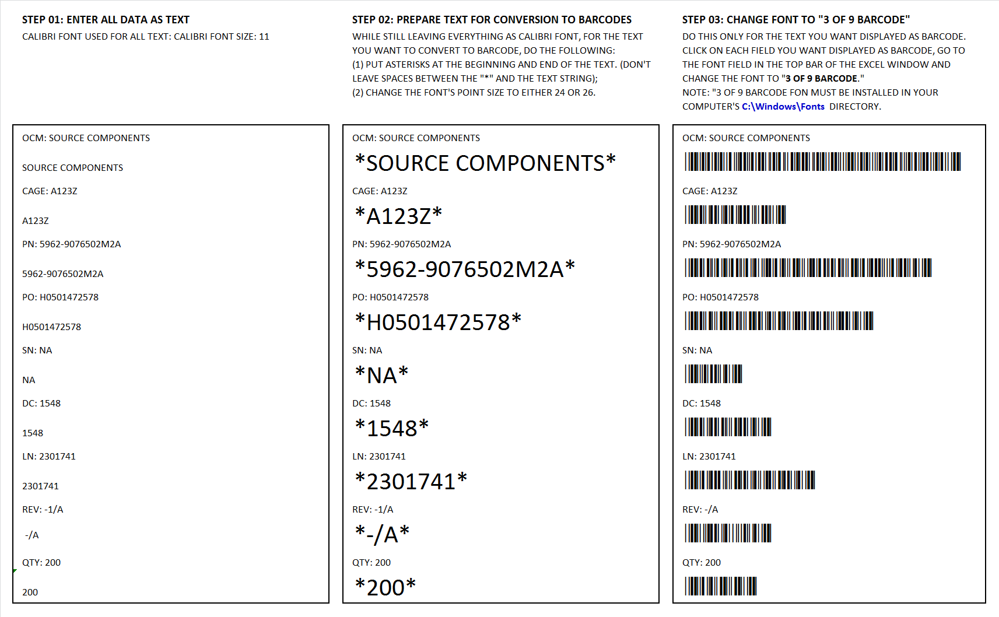 STEP 01: ENTER ALL DATA AS TEXT
CALIBRI FONT USED FOR ALL TEXT: CALIBRI FONT SIZE: 11
OCM: SOURCE COMPONENTS
SOURCE COMPONENTS
CAGE: A123Z
A123Z
PN: 5962-9076502M2A
5962-9076502M2A
PO: H0501472578
H0501472578
SN: NA
NA
DC: 1548
1548
LN: 2301741
2301741
REV: -1/A
-/A
QTY: 200
200
STEP 02: PREPARE TEXT FOR CONVERSION TO BARCODES
WHILE STILL LEAVING EVERYTHING AS CALIBRI FONT, FOR THE TEXT
YOU WANT TO CONVERT TO BARCODE, DO THE FOLLOWING:
(1) PUT ASTERISKS AT THE BEGINNING AND END OF THE TEXT. (DON'T
LEAVE SPACES BETWEEN THE "*" AND THE TEXT STRING);
(2) CHANGE THE FONT'S POINT SIZE TO EITHER 24 OR 26.
OCM: SOURCE COMPONENTS
*SOURCE COMPONENTS*
CAGE: A123Z
*A123Z*
PN: 5962-9076502M2A
*5962-9076502M2A*
PO: H0501472578
*H0501472578*
SN: NA
*NA*
DC: 1548
*1548*
LN: 2301741
*2301741*
REV: -1/A
*-/A*
QTY: 200
*200*
STEP 03: CHANGE FONT TO "3 OF 9 BARCODE"
DO THIS ONLY FOR THE TEXT YOU WANT DISPLAYED AS BARCODE.
CLICK ON EACH FIELD YOU WANT DISPLAYED AS BARCODE, GO TO
THE FONT FIELD IN THE TOP BAR OF THE EXCEL WINDOW AND
CHANGE THE FONT TO "3 OF 9 BARCODE."
NOTE: "3 OF 9 BARCODE FON MUST BE INSTALLED IN YOUR
COMPUTER'S C:\Windows\Fonts DIRECTORY.
OCM: SOURCE COMPONENTS
CAGE: A123Z
PN: 5962-9076502M2A
PO: H0501472578
SN: NA
DC: 1548
LN: 2301741
REV: -/A
QTY: 200